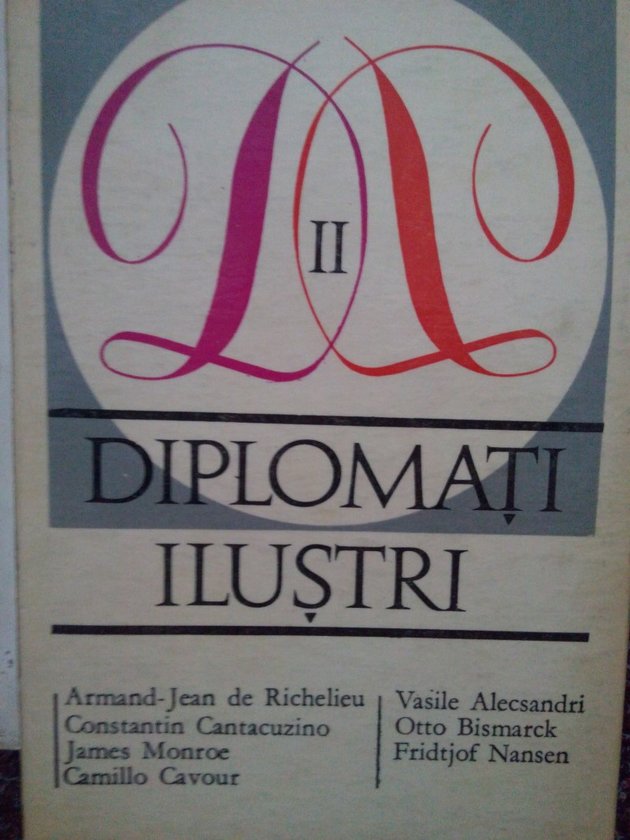 II
DIPLOMAȚI
ILUȘTRI
Armand-Jean de Richelieu
Constantin Cantacuzino
James Monroe
Camillo Cavour
Vasile Alecsandri
Otto Bismarck
Fridtjof Nansen